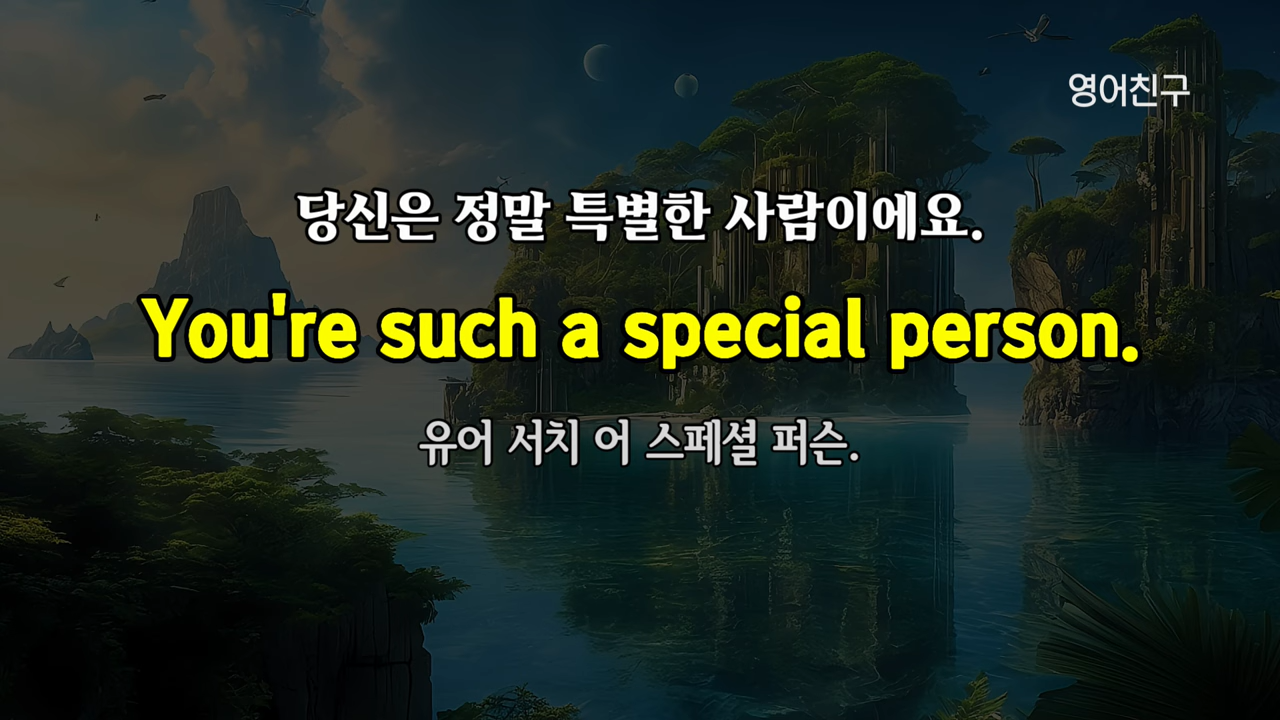 영어친구
당신은 정말 특별한 사람이에요.
You're such a special person.
유어 서치 어 스페셜 퍼슨.